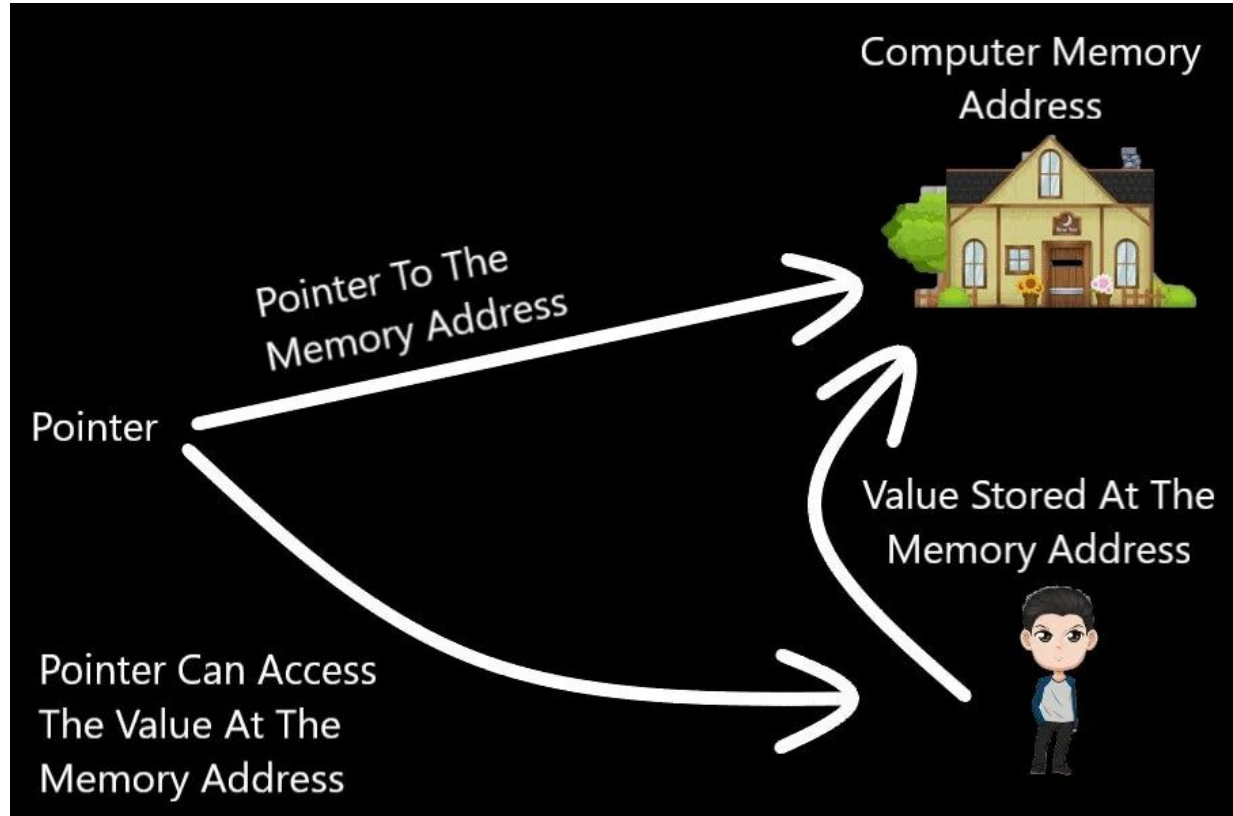 Computer Memory
Address
Pointer To The
Memory Address
Pointer
Value Stored At The
Memory Address
Pointer Can Access
The Value At The
Memory Address